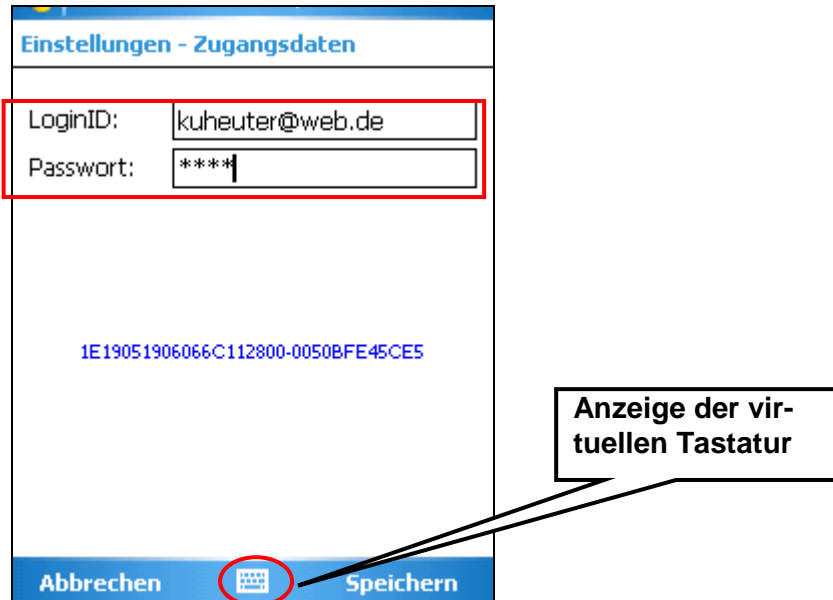 Einstellungen - Zugangsdaten
LoginID: kuheuter@web.de
Passwort: ****
1E19051906066C112800-0050BFE45CE5
Anzeige der vir-
tuellen Tastatur
Abbrechen Speichern